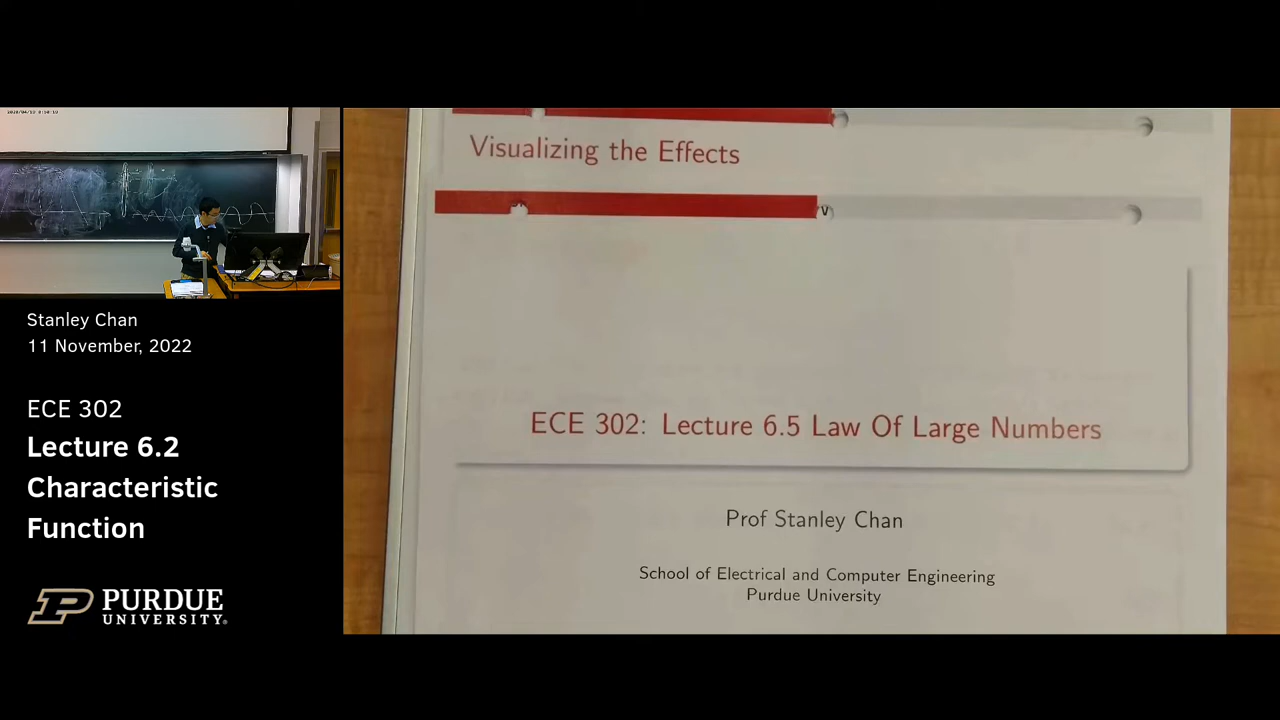 Stanley Chan
11 November, 2022
ECE 302
Lecture 6.2
Characteristic
Function
PURDUE
UNIVERSITY.
Visualizing the Effects
ECE 302: Lecture 6.5 Law Of Large Numbers
Prof Stanley Chan
School of Electrical and Computer Engineering
Purdue University